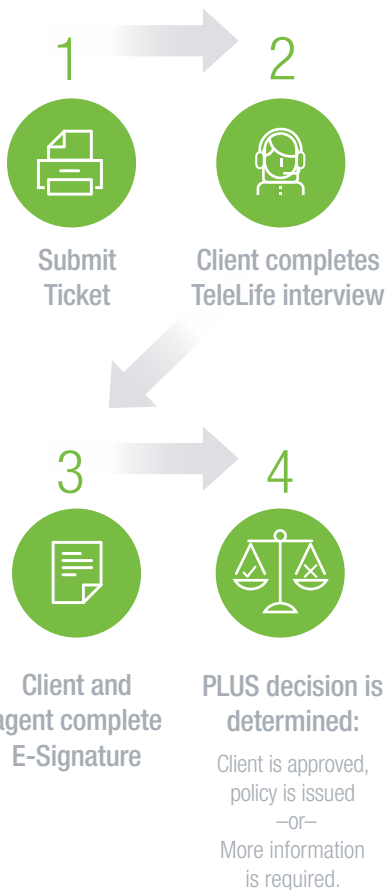 1
2
Submit
Ticket
Client completes
TeleLife interview
3
4
Client and
agent complete
E-Signature
PLUS decision is
determined:
Client is approved,
policy is issued
–or–
More information
is required.